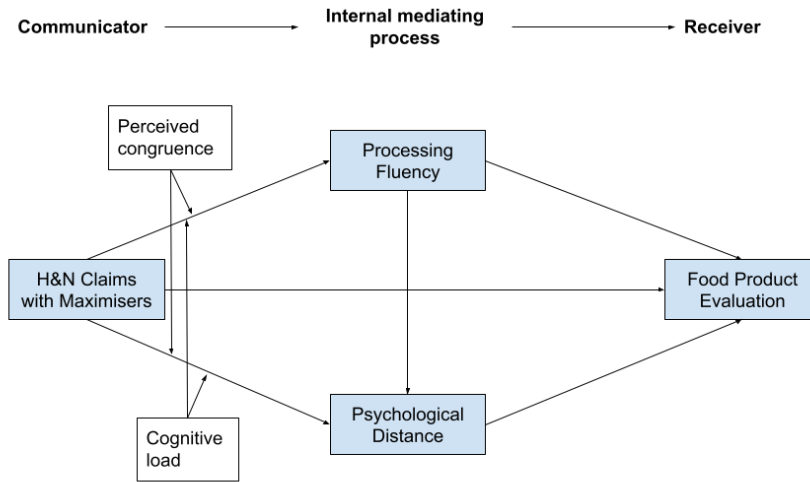 Communicator
Internal mediating
process
Receiver
Perceived
congruence
Processing
Fluency
H&N Claims
with Maximisers
Food Product
Evaluation
Psychological
Distance
Cognitive
load